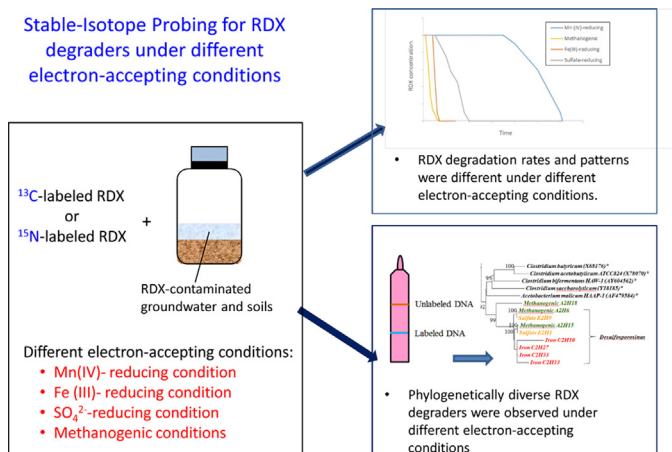 Stable-Isotope Probing for RDX
degraders under different
electron-accepting conditions
13C-labeled RDX
or
15N-labeled RDX
+
RDX-contaminated
groundwater and soils
Different electron-accepting conditions:
• Mn(IV)- reducing condition
• Fe (III)- reducing condition
• SO42- -reducing condition
• Methanogenic conditions
RDX concentration
Mn (IV)-reducing
Methanogenic
Fe(III)-reducing
Sulfate-reducing
Time
• RDX degradation rates and patterns
were different under different
electron-accepting conditions.
Unlabeled DNA
Labeled DNA
100
Clostridium butyricum (X68176)*
Clostridium acetobutylicum ATCC824 (X78070)*
Clostridium bifermentans HAW-1 (AY604562)*
Clostridium saccharolyticum (Y18185)*
Acetobacterium malicum HAAP-1 (AF479584)*
Methanogenic A2H18
Methanogenic A2H6
Sulfate E2H9
Methanogenic A2H15
Iron C2H10
Iron C2H27
Iron C2H33
Iron C2H13
99
100
• Phylogenetically diverse RDX
degraders were observed under
different electron-accepting
conditions